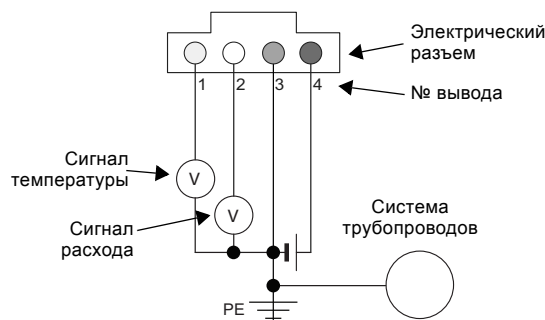 Электрический
разъем
1 2 3 4
№ вывода
Сигнал
температуры
V
V
Сигнал
расхода
Система
трубопроводов
PE